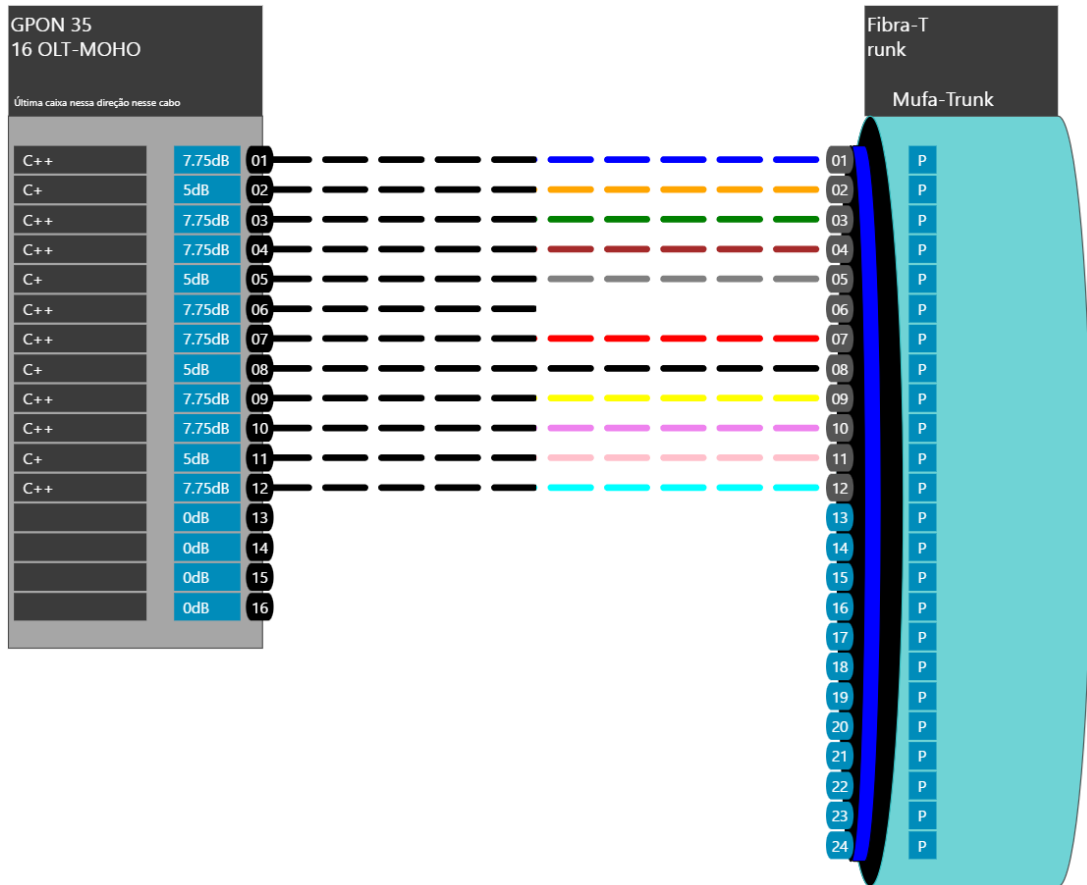 GPON 35
16 OLT-MOHO
Última caixa nessa direção nesse cabo
Fibra-T
runk
Mufa-Trunk
C++ 7.75dB 01 01 P
C+ 5dB 02 02 P
C++ 7.75dB 03 03 P
C++ 7.75dB 04 04 P
C+ 5dB 05 05 P
C++ 7.75dB 06 06 P
C++ 7.75dB 07 07 P
C+ 5dB 08 08 P
C++ 7.75dB 09 09 P
C++ 7.75dB 10 10 P
C+ 5dB 11 11 P
C++ 7.75dB 12 12 P
0dB 13 13 P
0dB 14 14 P
0dB 15 15 P
0dB 16 16 P
17 P
18 P
19 P
20 P
21 P
22 P
23 P
24 P